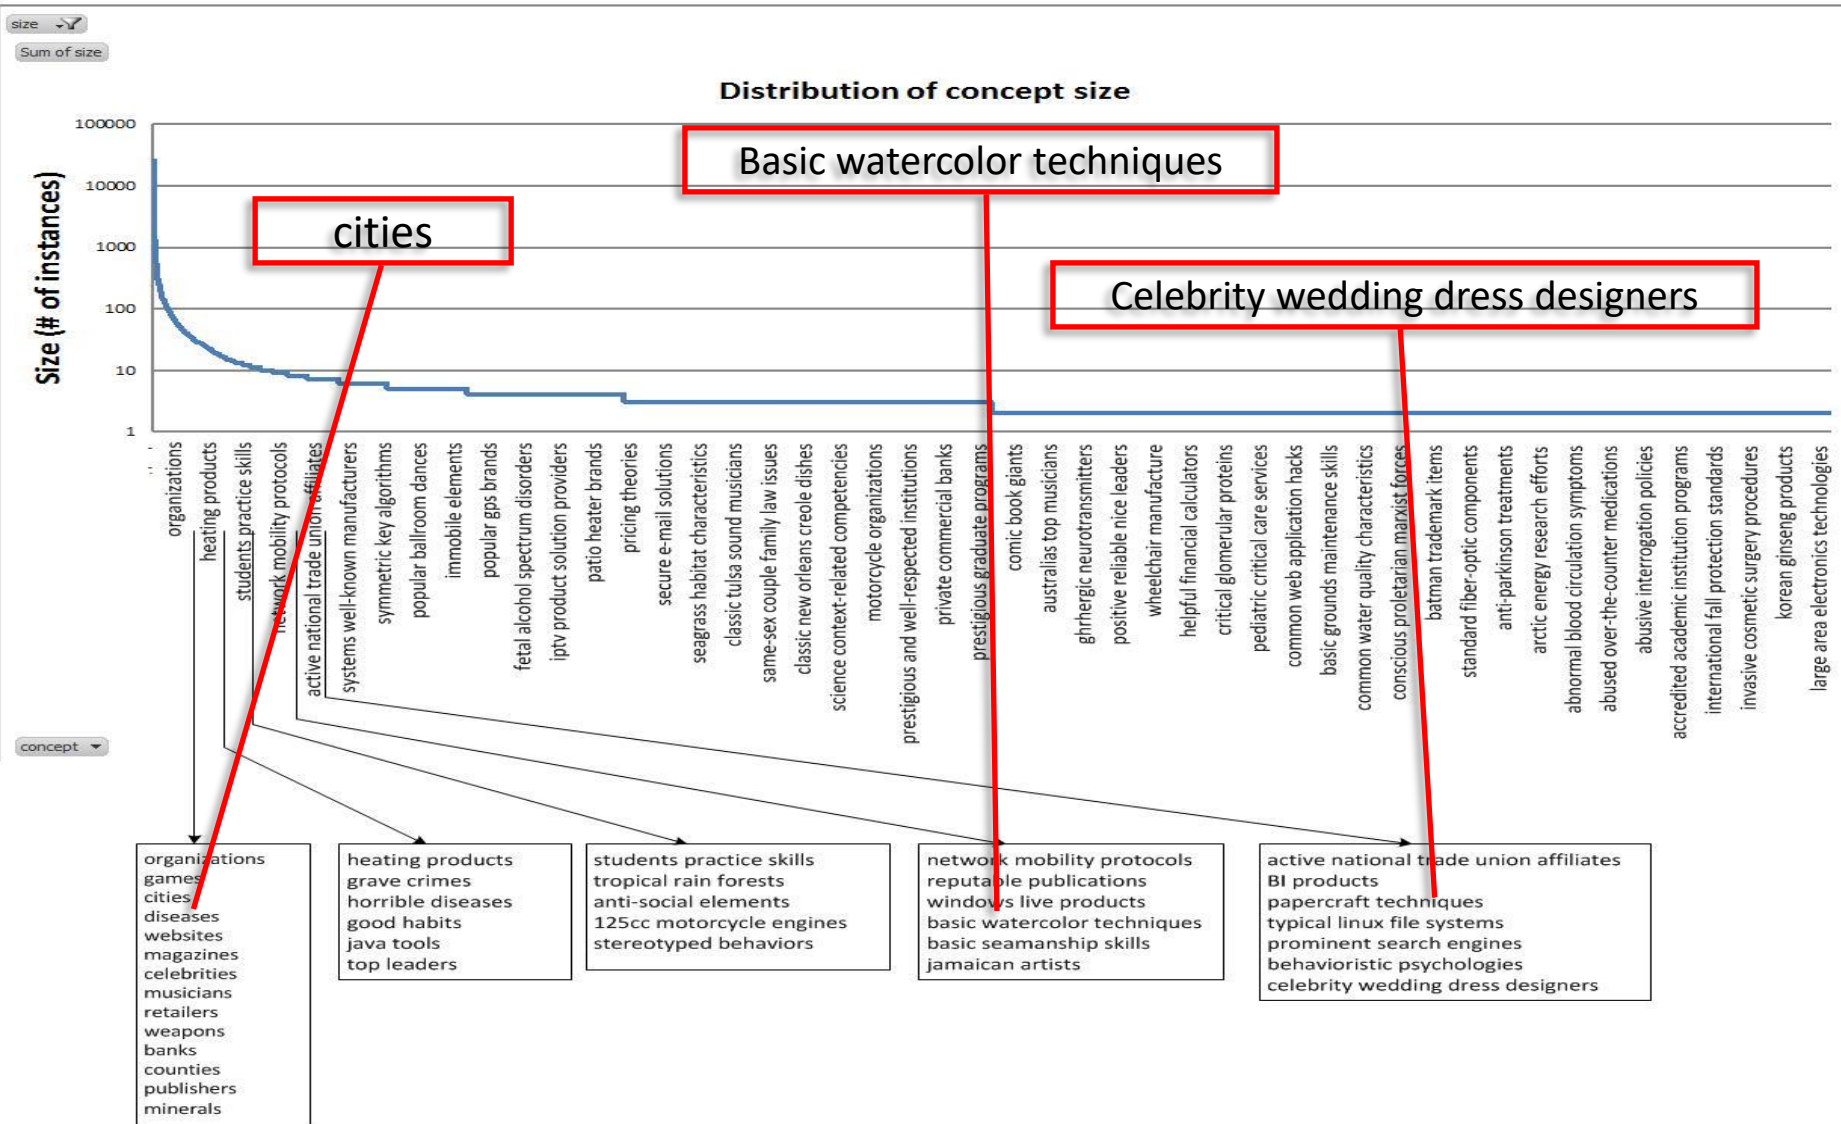 size
Sum of size
Distribution of concept size
Size (# of instances)
100000
10000
1000
100
10
1
Basic watercolor techniques
cities
Celebrity wedding dress designers
organizations
heating products
students practice skills
network mobility protocols
active national trade union affiliates
systems well-known manufacturers
symmetric key algorithms
popular ballroom dances
immobile elements
popular gps brands
fetal alcohol spectrum disorders
iptv product solution providers
patio heater brands
pricing theories
secure e-mail solutions
seagrass habitat characteristics
classic tulsa sound musicians
same-sex couple family law issues
classic new orleans creole dishes
science context-related competencies
motorcycle organizations
prestigious and well-respected institutions
private commercial banks
prestigious graduate programs
comic book giants
australias top musicians
ghrhergic neurotransmitters
positive reliable nice leaders
wheelchair manufacture
helpful financial calculators
critical glomerular proteins
pediatric critical care services
common web application hacks
basic grounds maintenance skills
common water quality characteristics
conscious proletarian marxist forces
batman trademark items
standard fiber-optic components
anti-parkinson treatments
arctic energy research efforts
abnormal blood circulation symptoms
abused over-the-counter medications
abusive interrogation policies
accredited academic institution programs
international fall protection standards
invasive cosmetic surgery procedures
korean ginseng products
large area electronics technologies
concept
organizations
games
cities
diseases
websites
magazines
celebrities
musicians
retailers
weapons
banks
counties
publishers
minerals
heating products
grave crimes
horrible diseases
good habits
java tools
top leaders
students practice skills
tropical rain forests
anti-social elements
125cc motorcycle engines
stereotyped behaviors
network mobility protocols
reputable publications
windows live products
basic watercolor techniques
basic seamanship skills
jamaican artists
active national trade union affiliates
BI products
papercraft techniques
typical linux file systems
prominent search engines
behavioristic psychologies
celebrity wedding dress designers